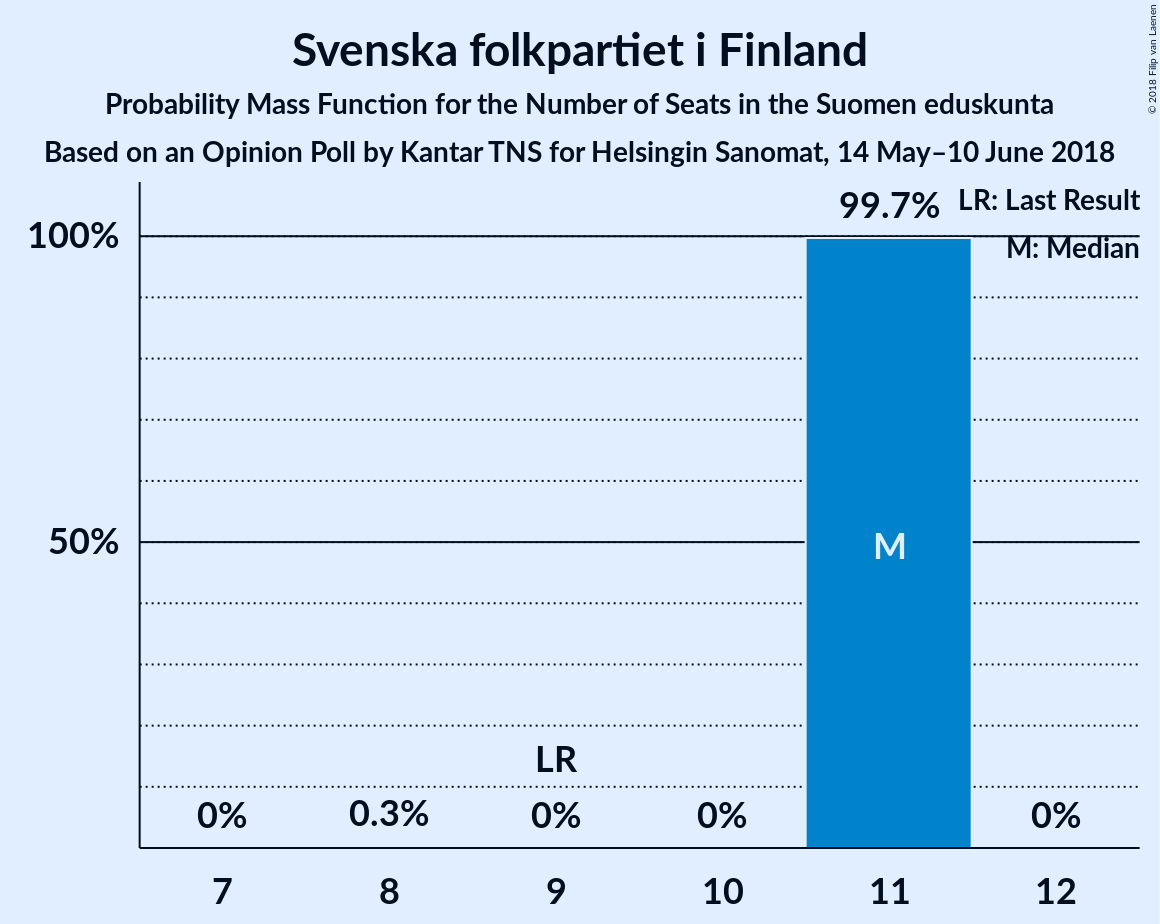 Svenska folkpartiet i Finland
Probability Mass Function for the Number of Seats in the Suomen eduskunta
Based on an Opinion Poll by Kantar TNS for Helsingin Sanomat, 14 May–10 June 2018
© 2018 Filip van Laenen
99.7%
LR: Last Result
M: Median
100%
50%
M
LR
0%
0.3%
0%
0%
0%
7
8
9
10
11
12